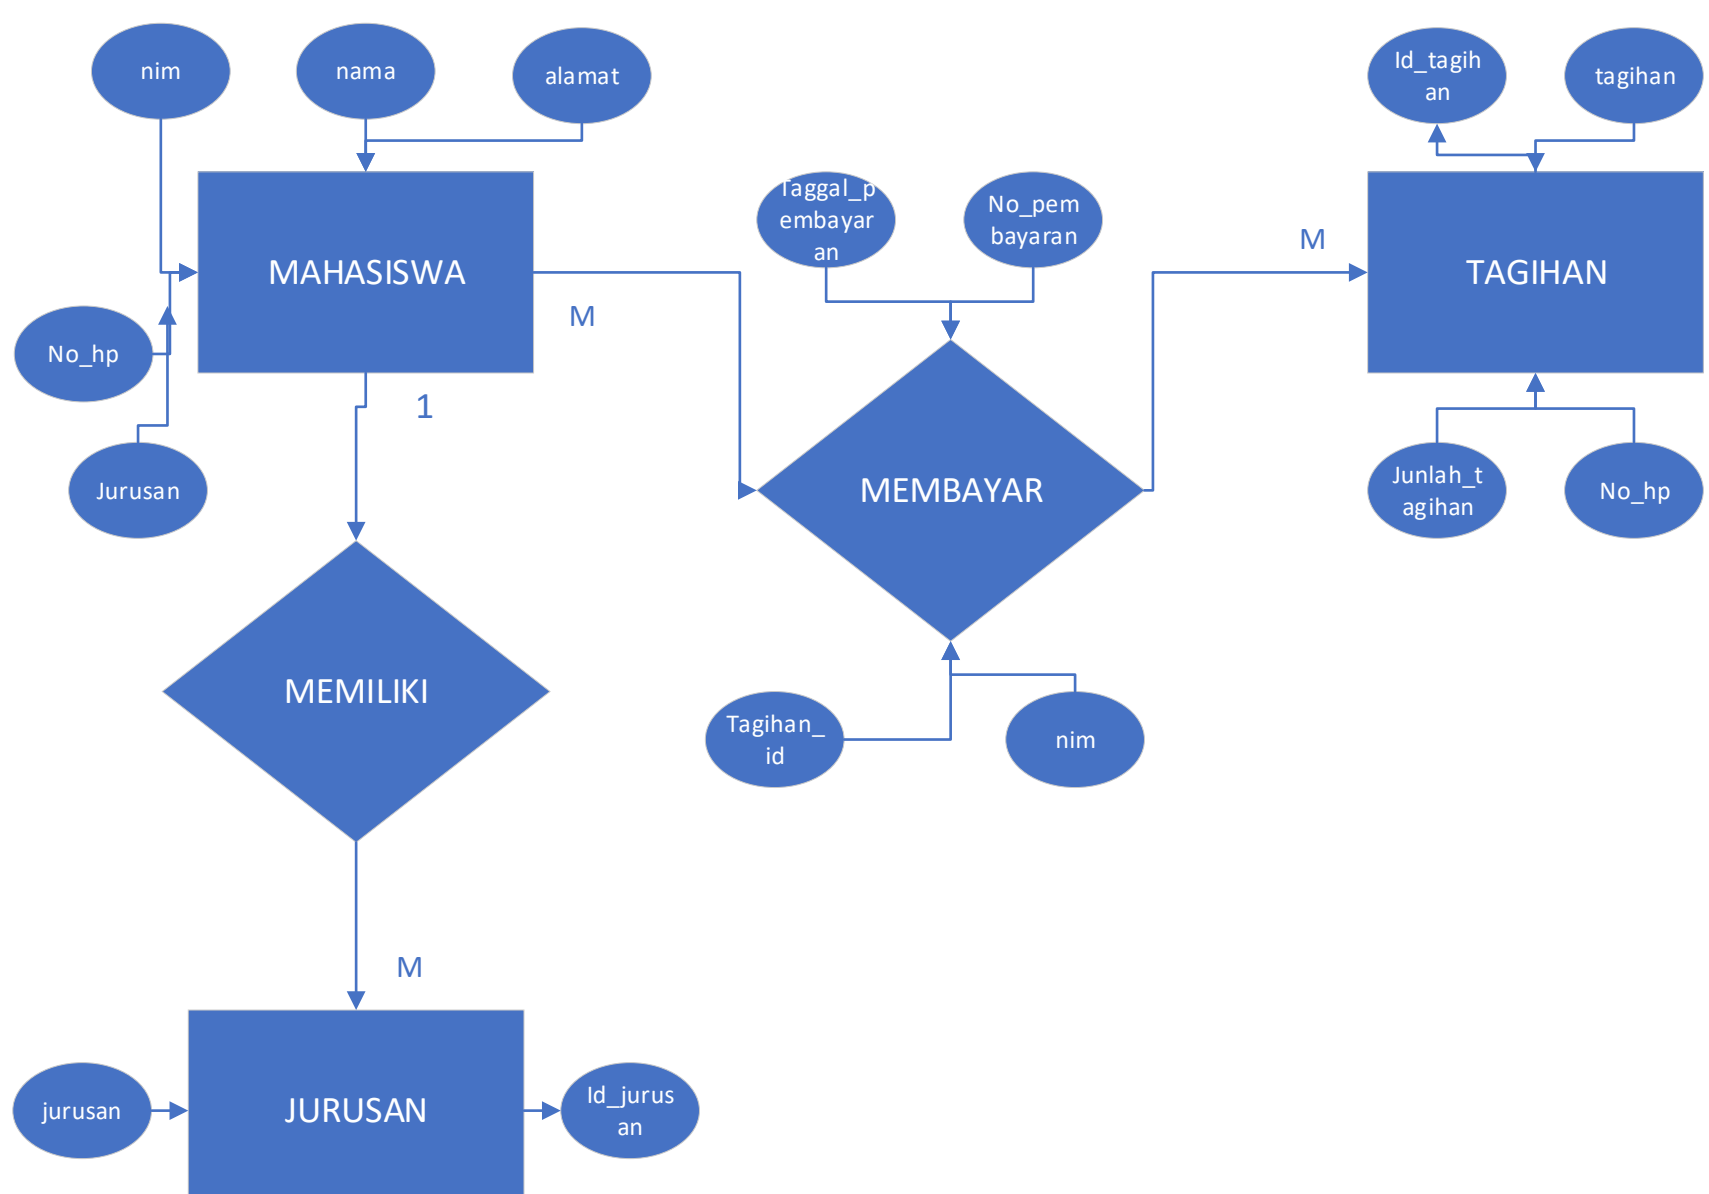 nim
nama
alamat
Id_tagih
an
tagihan
Taggal_p
embayar
an
No_pem
bayaran
M
MAHASISWA
TAGIHAN
M
No_hp
1
Jurusan
MEMBAYAR
Junlah_t
agihan
No_hp
MEMILIKI
Tagihan_
id
nim
M
jurusan
JURUSAN
Id_jurus
an